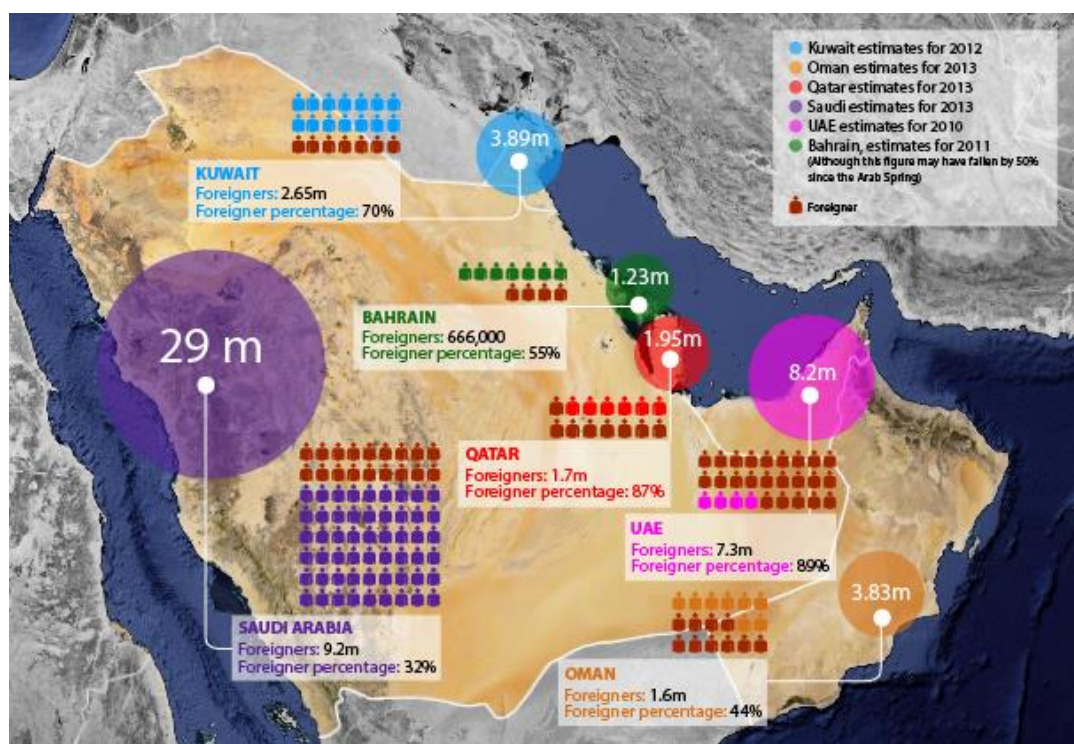 Kuwait estimates for 2012
Oman estimates for 2013
Qatar estimates for 2013
Saudi estimates for 2013
UAE estimates for 2010
Bahrain, estimates for 2011
(Although this figure may have fallen by 50%
since the Arab Spring)
Foreigner
3.89m
KUWAIT
Foreigners: 2.65m
Foreigner percentage: 70%
1.23m
BAHRAIN
Foreigners: 666,000
Foreigner percentage: 55%
29 m
1.95m
8.2m
QATAR
Foreigners: 1.7m
Foreigner percentage: 87%
UAE
Foreigners: 7.3m
Foreigner percentage: 89%
3.83m
SAUDI ARABIA
Foreigners: 9.2m
Foreigner percentage: 32%
OMAN
Foreigners: 1.6m
Foreigner percentage: 44%